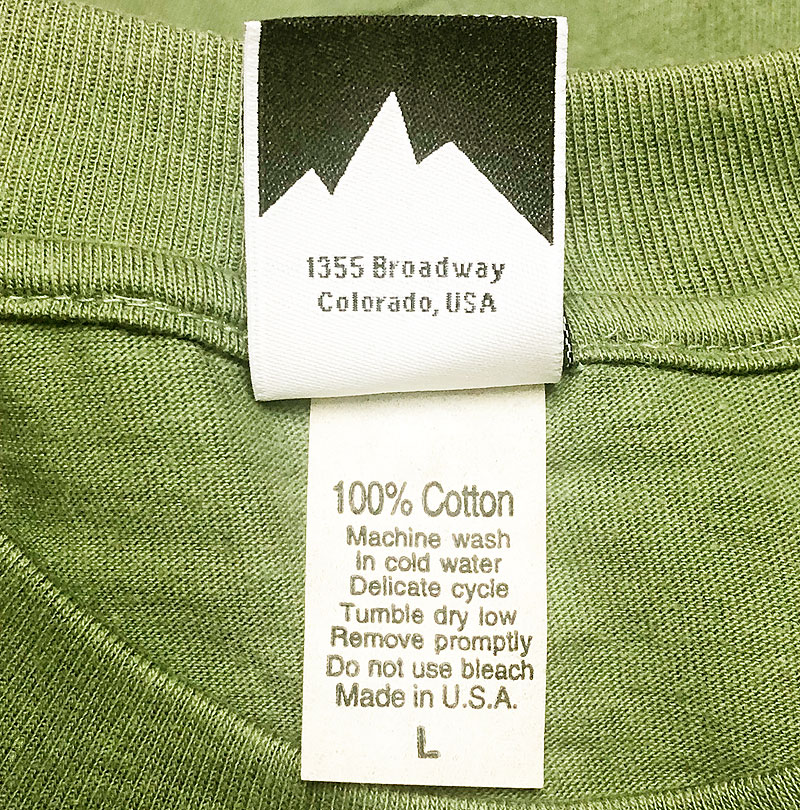 1355 Broadway
Colorado, USA
100% Cotton
Machine wash
In cold water
Delicate cycle
Tumble dry low
Remove promptly
Do not use bleach
Made in U.S.A.
L